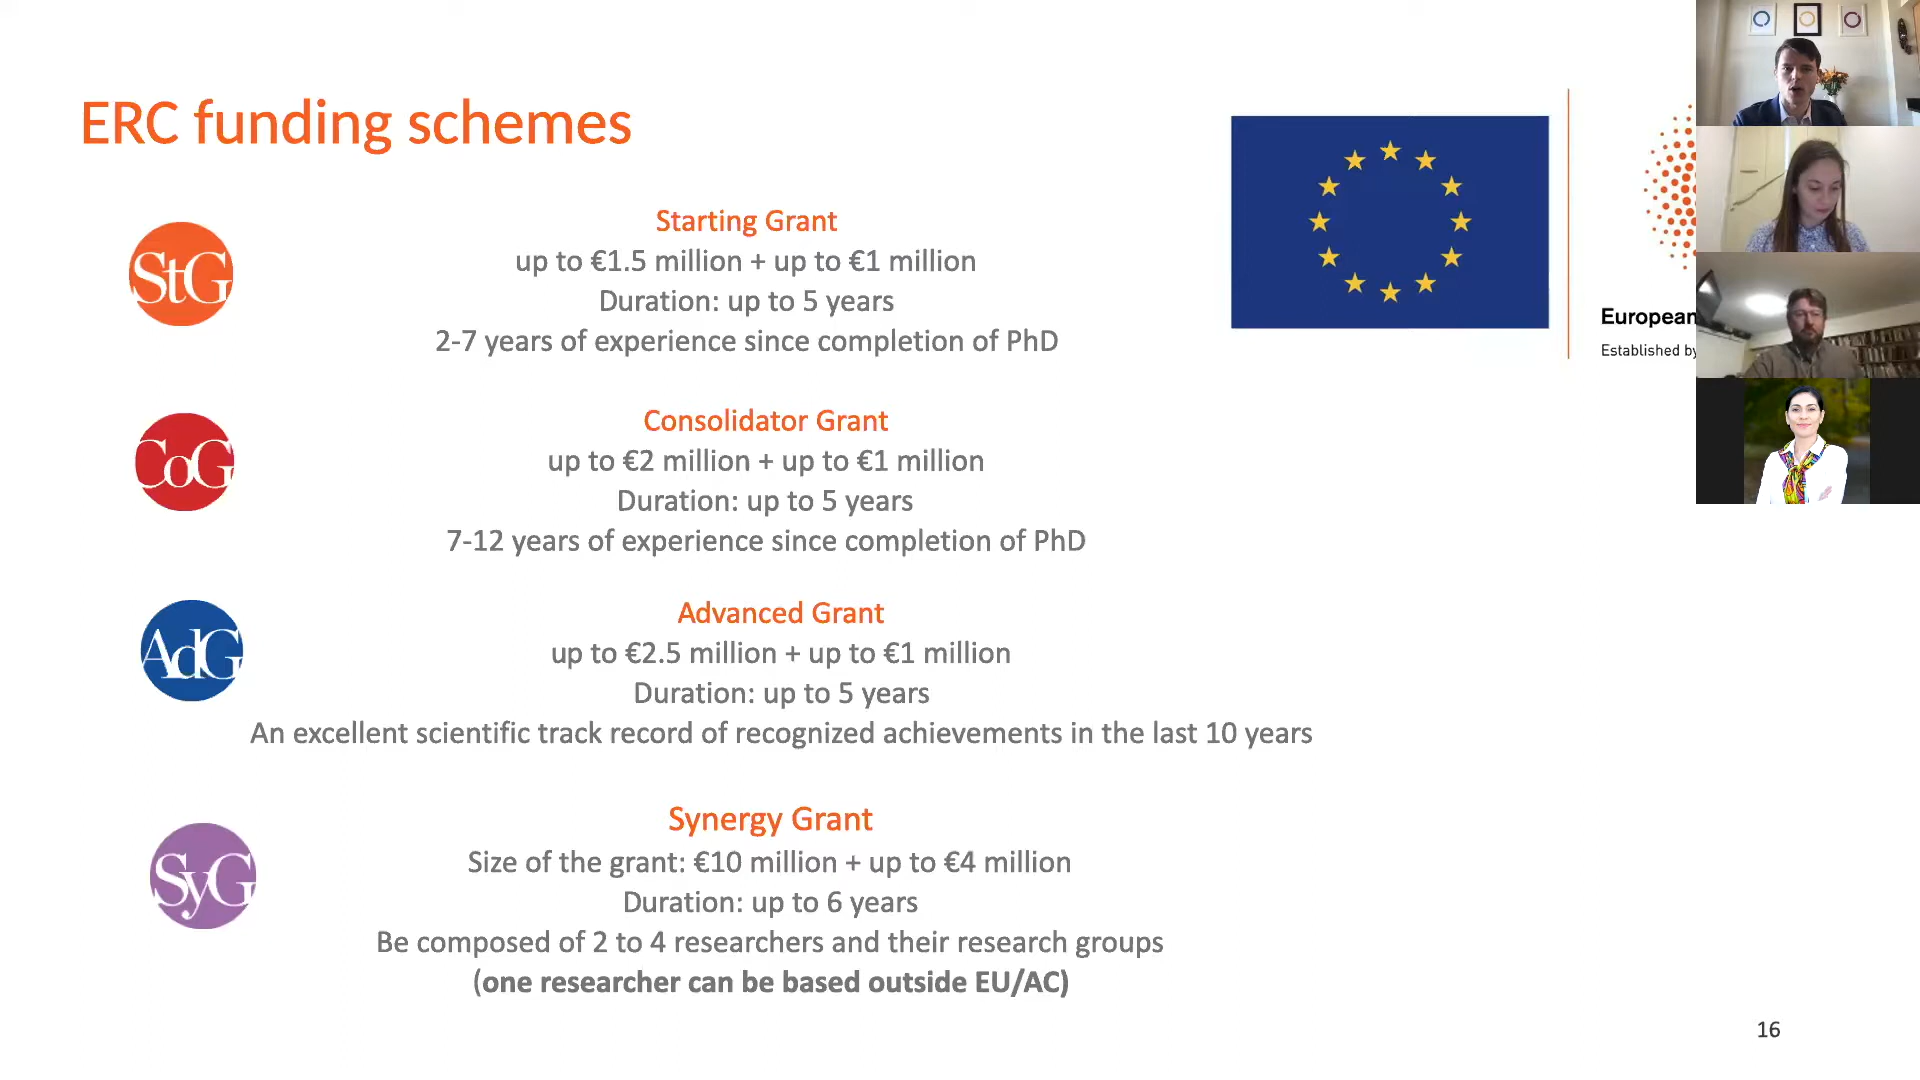 ERC funding schemes
StG
Starting Grant
up to €1.5 million + up to €1 million
Duration: up to 5 years
2-7 years of experience since completion of PhD
European
Established by
CoG
Consolidator Grant
up to €2 million + up to €1 million
Duration: up to 5 years
7-12 years of experience since completion of PhD
AdG
Advanced Grant
up to €2.5 million + up to €1 million
Duration: up to 5 years
An excellent scientific track record of recognized achievements in the last 10 years
SyG
Synergy Grant
Size of the grant: €10 million + up to €4 million
Duration: up to 6 years
Be composed of 2 to 4 researchers and their research groups
(one researcher can be based outside EU/AC)
16